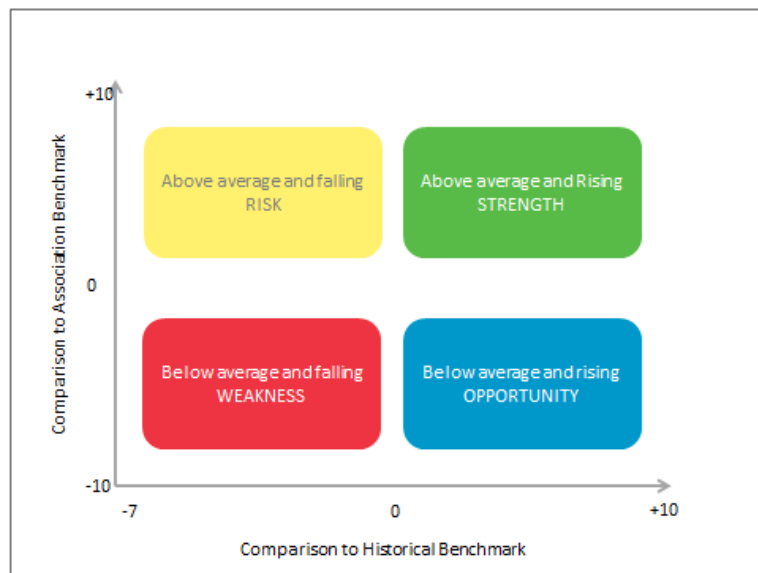 +10
Above average and falling
RISK
Above average and Rising
STRENGTH
Comparison to Association Benchmark
0
Below average and falling
WEAKNESS
Below average and rising
OPPORTUNITY
-10
-7
0
+10
Comparison to Historical Benchmark